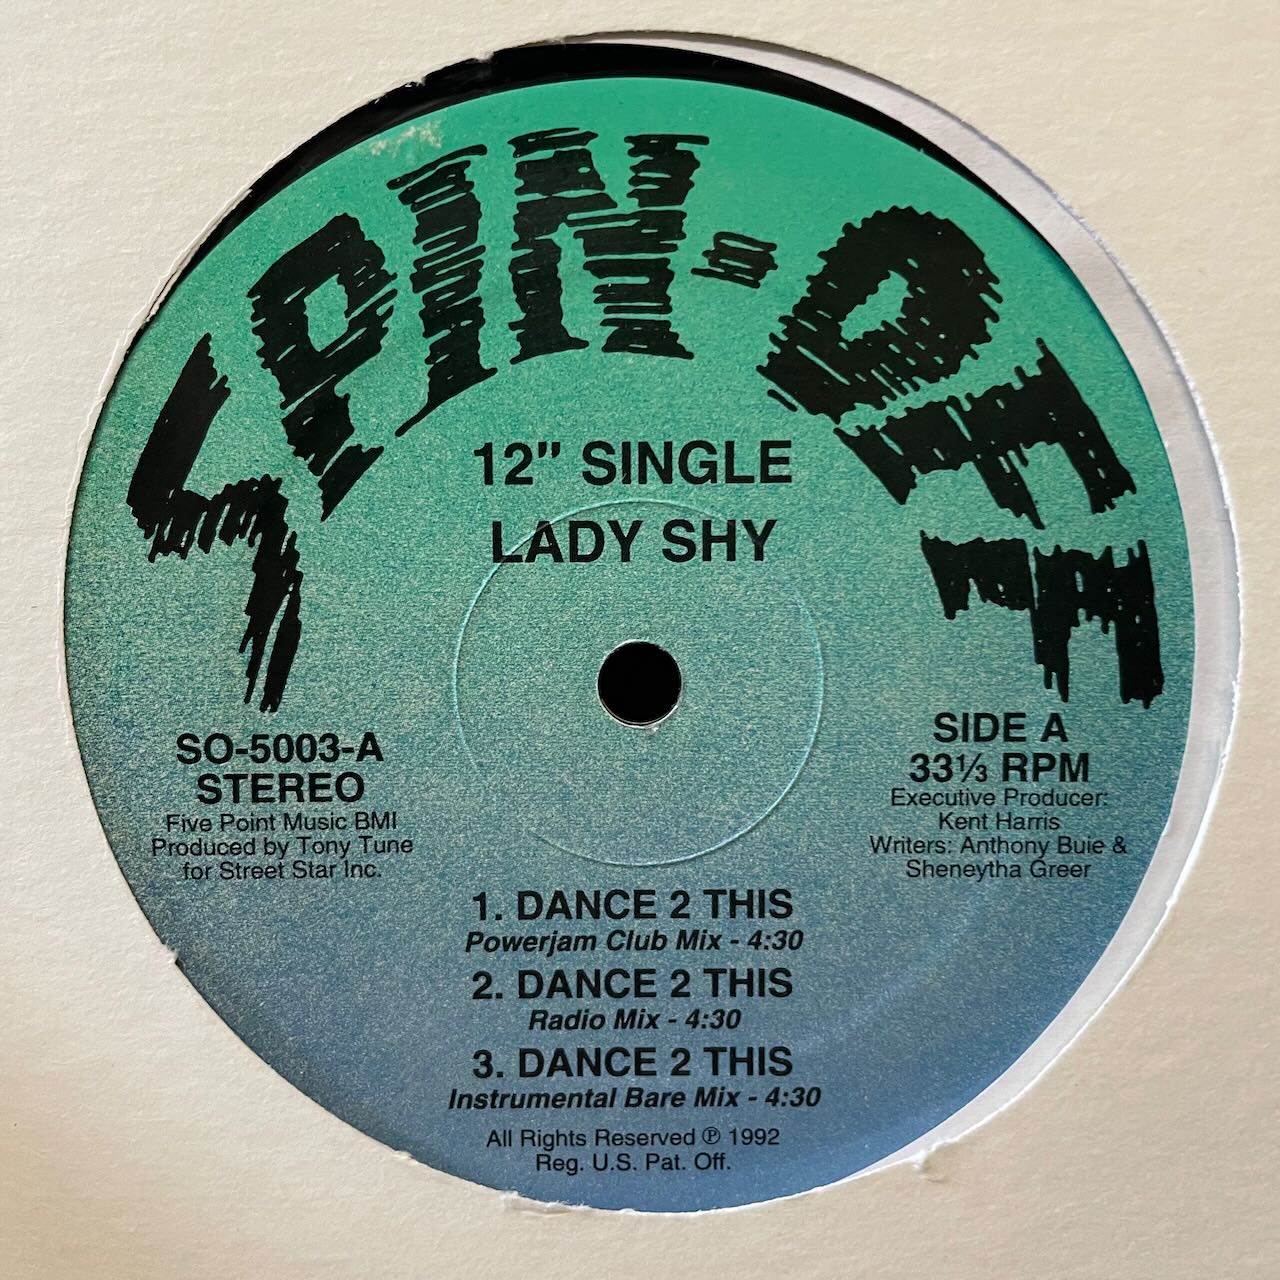 SPIN-OFF
12" SINGLE
LADY SHY
SO-5003-A
STEREO
Five Point Music BMI
Produced by Tony Tune
for Street Star Inc.
SIDE A
33⅓ RPM
Executive Producer:
Kent Harris
Writers: Anthony Buie &
Sheneytha Greer
1. DANCE 2 THIS
Powerjam Club Mix - 4:30
2. DANCE 2 THIS
Radio Mix - 4:30
3. DANCE 2 THIS
Instrumental Bare Mix - 4:30
All Rights Reserved ℗ 1992
Reg. U.S. Pat. Off.